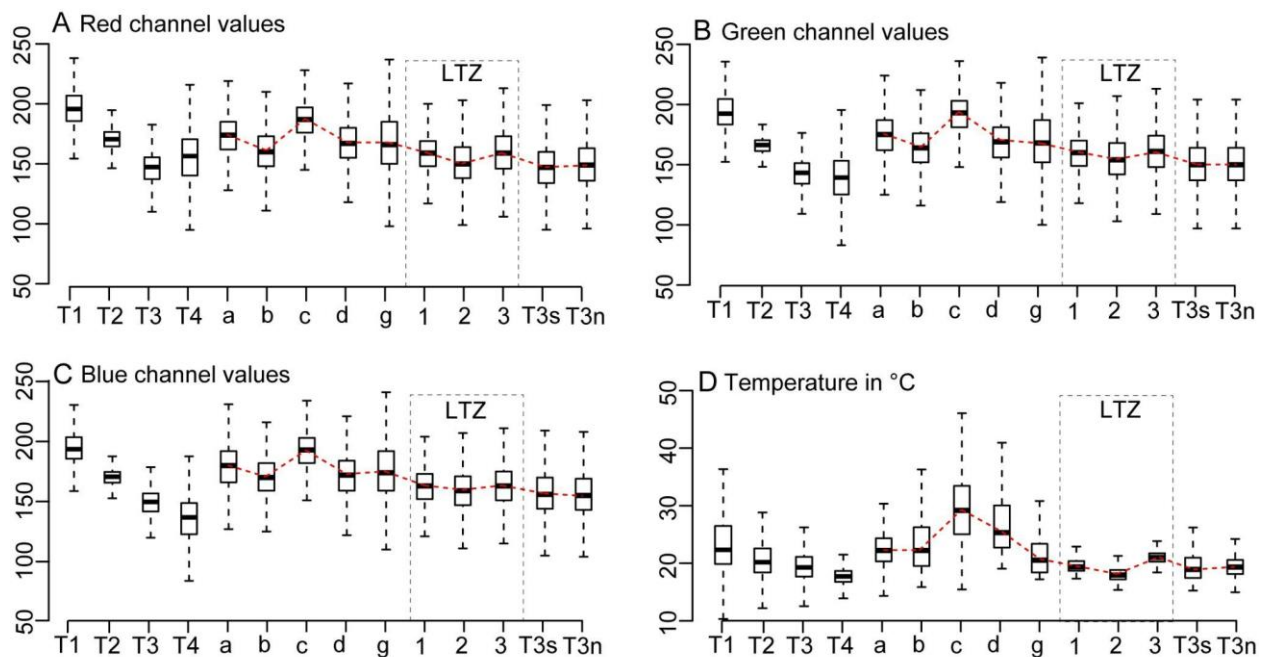 A Red channel values
250
200
150
100
50
LTZ
T1 T2 T3 T4 a b c d g 1 2 3 T3s T3n
B Green channel values
250
200
150
100
50
LTZ
T1 T2 T3 T4 a b c d g 1 2 3 T3s T3n
C Blue channel values
250
200
150
100
50
LTZ
T1 T2 T3 T4 a b c d g 1 2 3 T3s T3n
D Temperature in °C
50
40
30
20
10
LTZ
T1 T2 T3 T4 a b c d g 1 2 3 T3s T3n